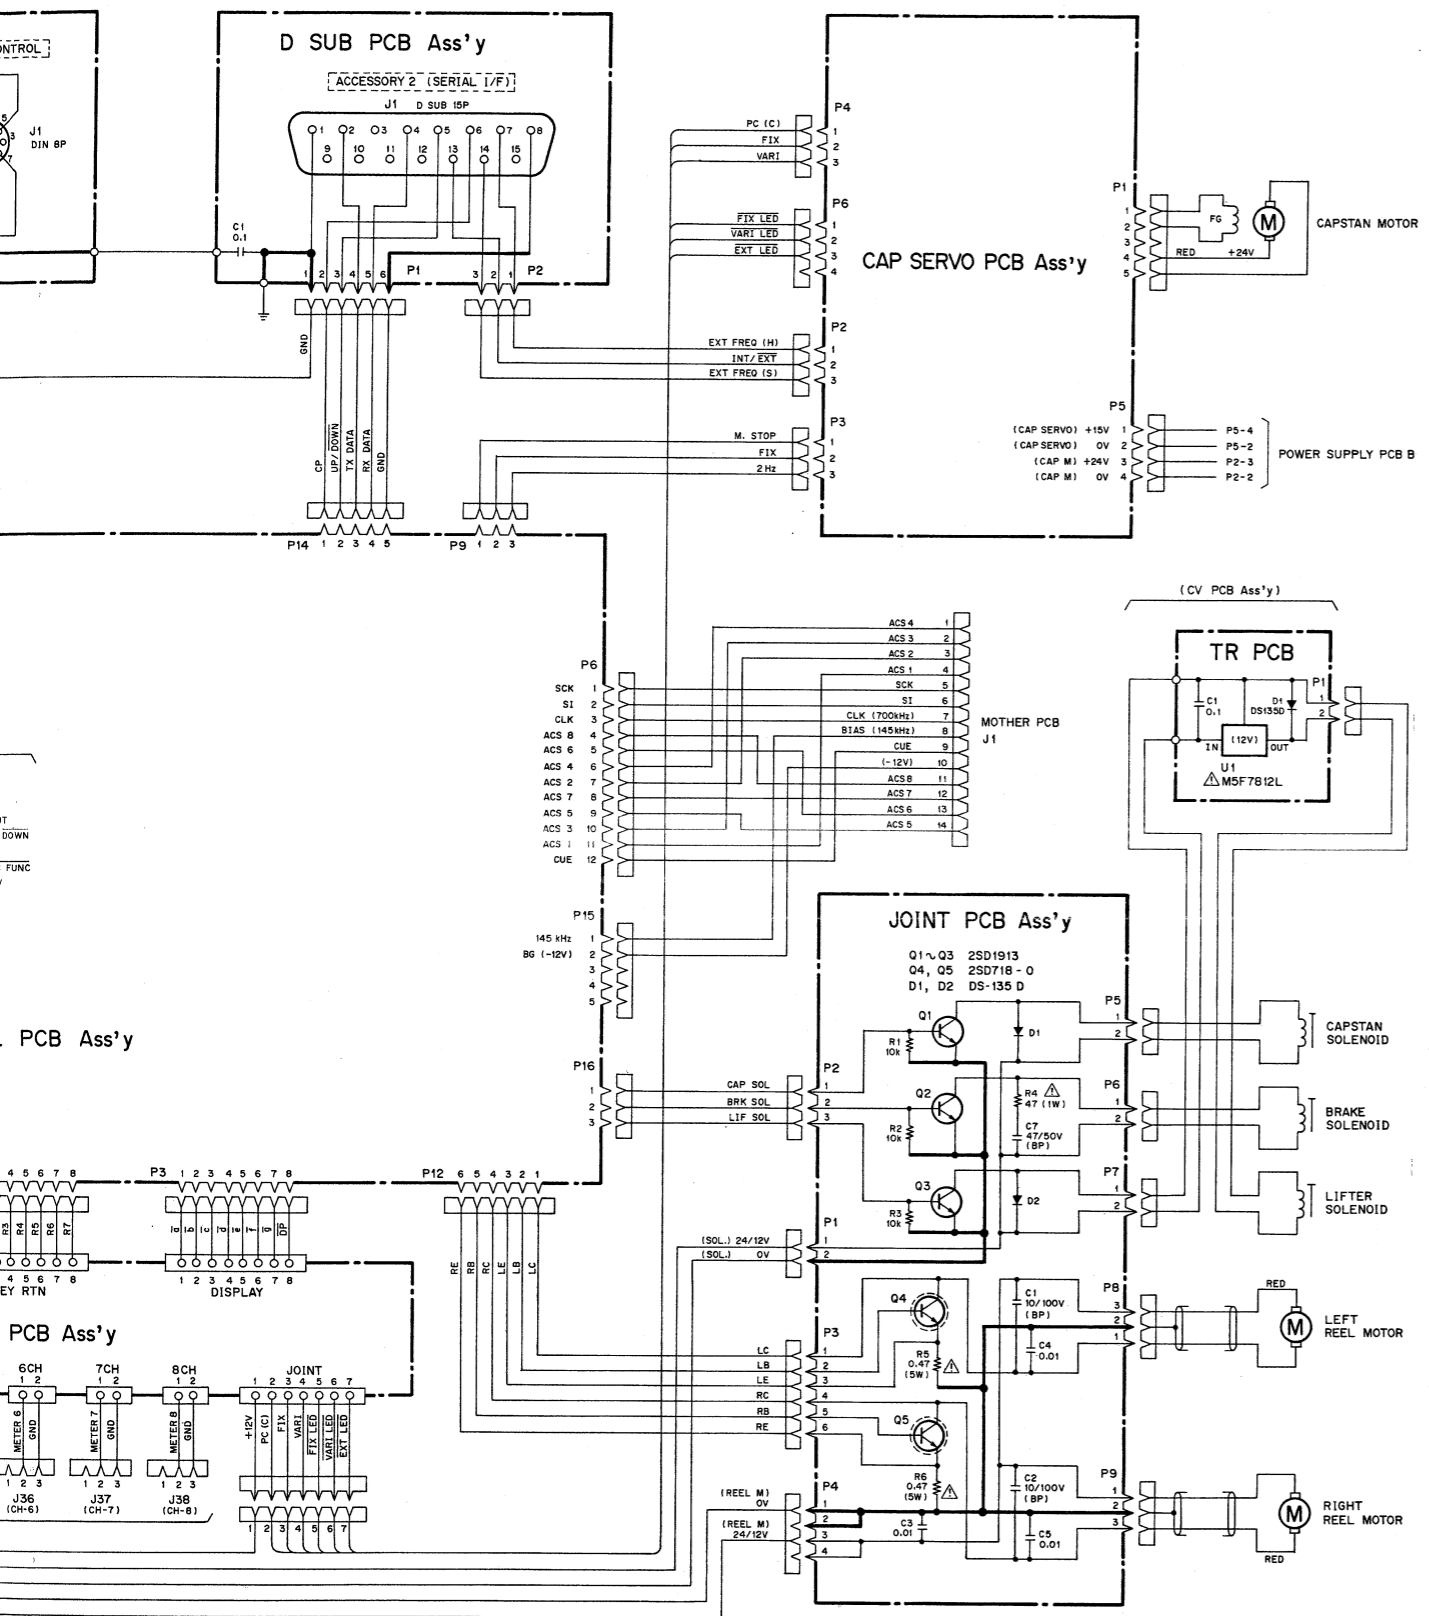 ONTROL
5
3
7
J1
DIN 8P
D SUB PCB Ass'y
ACCESSORY 2 (SERIAL I/F)
J1 D SUB 15P
1 2 3 4 5 6 7 8
9 10 11 12 13 14 15
C1
0.1
1 2 3 4 5 6 P1
3 2 1 P2
GND
CP
UP/DOWN
TX DATA
RX DATA
GND
P14 1 2 3 4 5
P9 1 2 3
P4
PC (C) 1
FIX 2
VARI 3
P6
FIX LED 1
VARI LED 2
EXT LED 3
4
P2
EXT FREQ (H) 1
INT/EXT 2
EXT FREQ (S) 3
P3
M. STOP 1
FIX 2
2Hz 3
CAP SERVO PCB Ass'y
P1
1
2
3
4
5
FG
M
RED +24V
CAPSTAN MOTOR
P5
(CAP SERVO) +15V 1 P5-4
(CAP SERVO) 0V 2 P5-2
(CAP M) +24V 3 P2-3
(CAP M) 0V 4 P2-2
POWER SUPPLY PCB B
(CV PCB Ass'y)
TR PCB
C1
0.1
D1
DS135D
P1
1
2
IN (12V) OUT
U1
M5F7812L
P6
SCK 1
SI 2
CLK 3
ACS 8 4
ACS 6 5
ACS 4 6
ACS 2 7
ACS 7 8
ACS 5 9
ACS 3 10
ACS 1 11
CUE 12
ACS 4 1
ACS 3 2
ACS 2 3
ACS 1 4
SCK 5
SI 6
CLK (700kHz) 7
BIAS (145kHz) 8
CUE 9
(-12V) 10
ACS8 11
ACS 7 12
ACS 6 13
ACS 5 14
MOTHER PCB
J1
DOWN
FUNC
P15
145 kHz 1
BG (-12V) 2
3
4
5
PCB Ass'y
P16
1
2
3
CAP SOL
BRK SOL
LIF SOL
P2
1
2
3
JOINT PCB Ass'y
Q1~Q3 2SD1913
Q4, Q5 2SD718-O
D1, D2 DS-135 D
Q1
R1
10k
D1
Q2
R2
10k
R4
47 (1W)
C7
47/50V
(BP)
Q3
R3
10k
D2
P5
1
2
CAPSTAN
SOLENOID
P6
1
2
BRAKE
SOLENOID
P7
1
2
LIFTER
SOLENOID
P1
(SOL.) 24/12V 1
(SOL.) 0V 2
4 5 6 7 8
R3
R4
R5
R6
R7
4 5 6 7 8
EY RTN
P3 1 2 3 4 5 6 7 8
a
b
c
d
e
f
g
DP
1 2 3 4 5 6 7 8
DISPLAY
P12 6 5 4 3 2 1
RE
RB
RC
LE
LB
LC
PCB Ass'y
6CH
1 2
METER 6
GND
1 2 3
J36
(CH-6)
7CH
1 2
METER 7
GND
1 2 3
J37
(CH-7)
8CH
1 2
METER 8
GND
1 2 3
J38
(CH-8)
JOINT
1 2 3 4 5 6 7
+12V
PC (C)
FIX
VARI
FIX LED
VARI LED
EXT LED
1 2 3 4 5 6 7
P3
LC 1
LB 2
LE 3
RC 4
RB 5
RE 6
Q4
R5
0.47
(5W)
Q5
R6
0.47
(5W)
C1
10/100V
(BP)
C4
0.01
P8
3
2
1
RED
M
LEFT
REEL MOTOR
P4
(REEL M)
0V
1
2
(REEL M)
24/12V
3
4
C3
0.01
C2
10/100V
(BP)
C5
0.01
P9
1
2
3
M
RED
RIGHT
REEL MOTOR